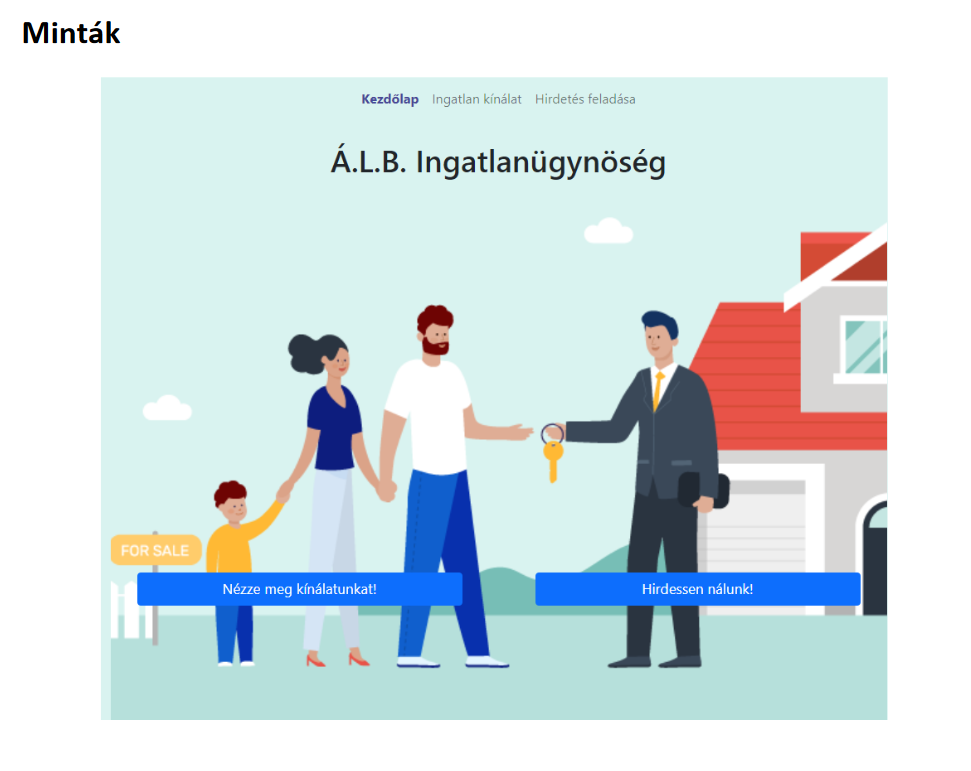 Minták
Kezdőlap Ingatlan kínálat Hirdetés feladása
Á.L.B. Ingatlanügynöség
FOR SALE
Nézze meg kínálatunkat! Hirdessen nálunk!